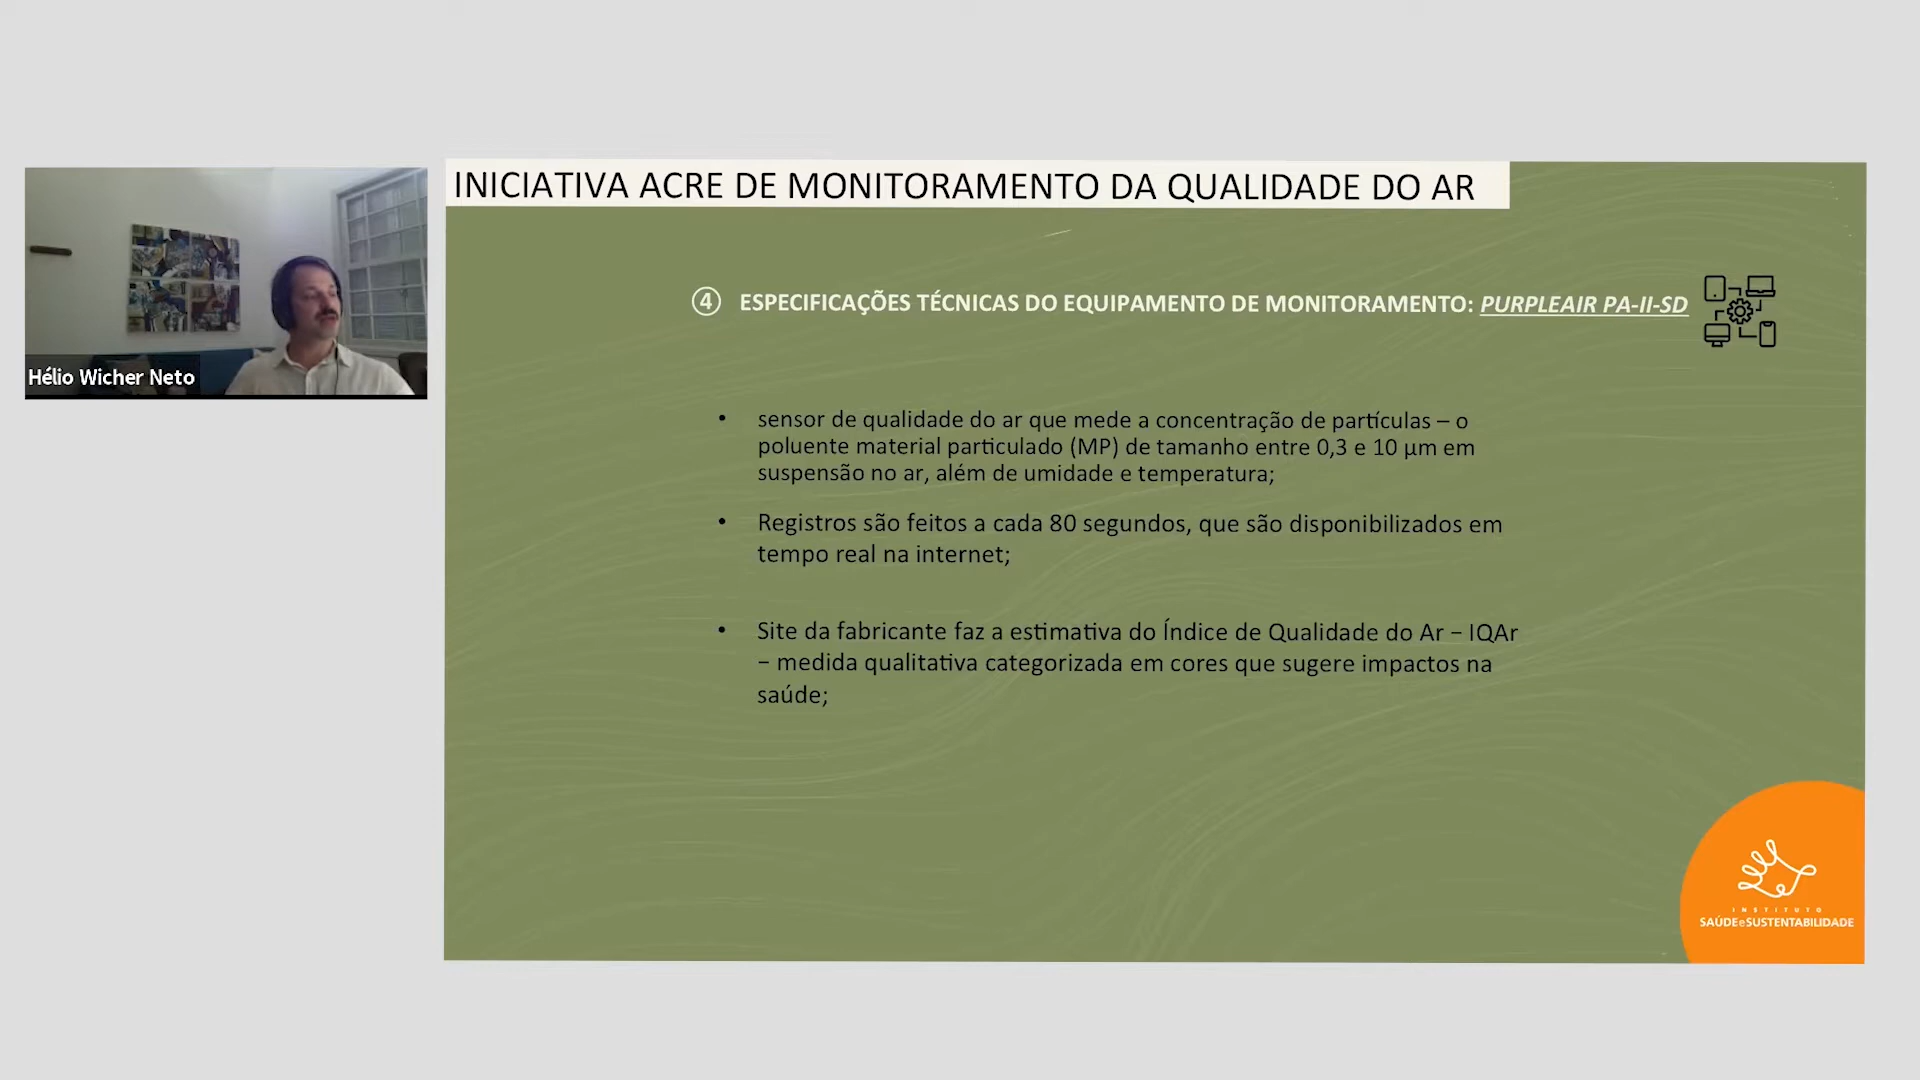 INICIATIVA ACRE DE MONITORAMENTO DA QUALIDADE DO AR
4 ESPECIFICAÇÕES TÉCNICAS DO EQUIPAMENTO DE MONITORAMENTO: PURPLEAIR PA-II-SD
Hélio Wicher Neto
• sensor de qualidade do ar que mede a concentração de partículas – o
poluente material particulado (MP) de tamanho entre 0,3 e 10 µm em
suspensão no ar, além de umidade e temperatura;
• Registros são feitos a cada 80 segundos, que são disponibilizados em
tempo real na internet;
• Site da fabricante faz a estimativa do Índice de Qualidade do Ar − IQAr
− medida qualitativa categorizada em cores que sugere impactos na
saúde;
INSTITUTO
SAÚDEeSUSTENTABILIDADE